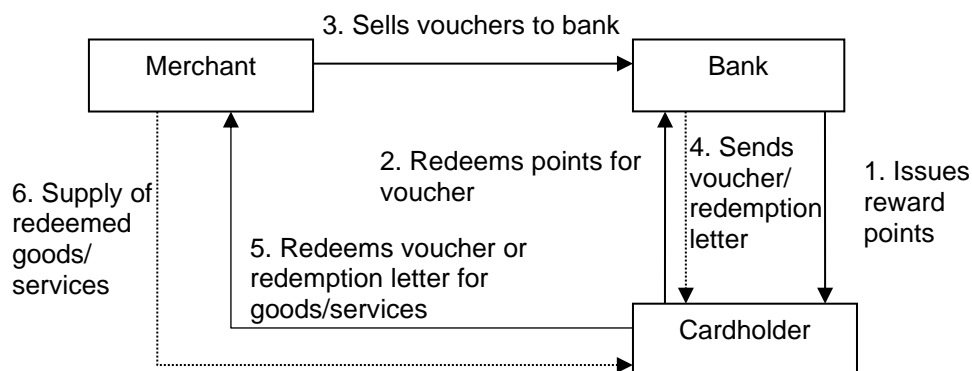 3. Sells vouchers to bank
Merchant
Bank
2. Redeems points for
voucher
4. Sends
voucher/
redemption
letter
1. Issues
reward
points
6. Supply of
redeemed
goods/
services
5. Redeems voucher or
redemption letter for
goods/services
Cardholder